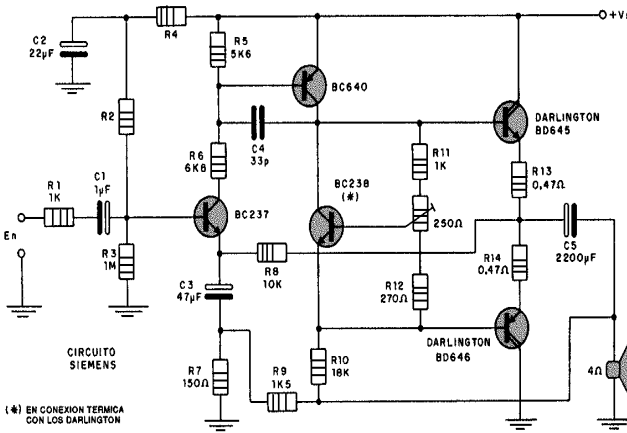 C2
22µF
R4
R5
5K6
BC640
+V
R2
C4
33p
DARLINGTON
BD645
R6
6K8
R11
1K
R13
0,47Ω
R1
1K
C1
1µF
BC237
BC238
(*)
250Ω
En
R3
1M
R8
10K
C5
2200µF
R14
0,47Ω
C3
47µF
R12
270Ω
DARLINGTON
BD646
CIRCUITO
SIEMENS
R7
150Ω
R9
1K5
R10
18K
4Ω
(*) EN CONEXION TERMICA
CON LOS DARLINGTON